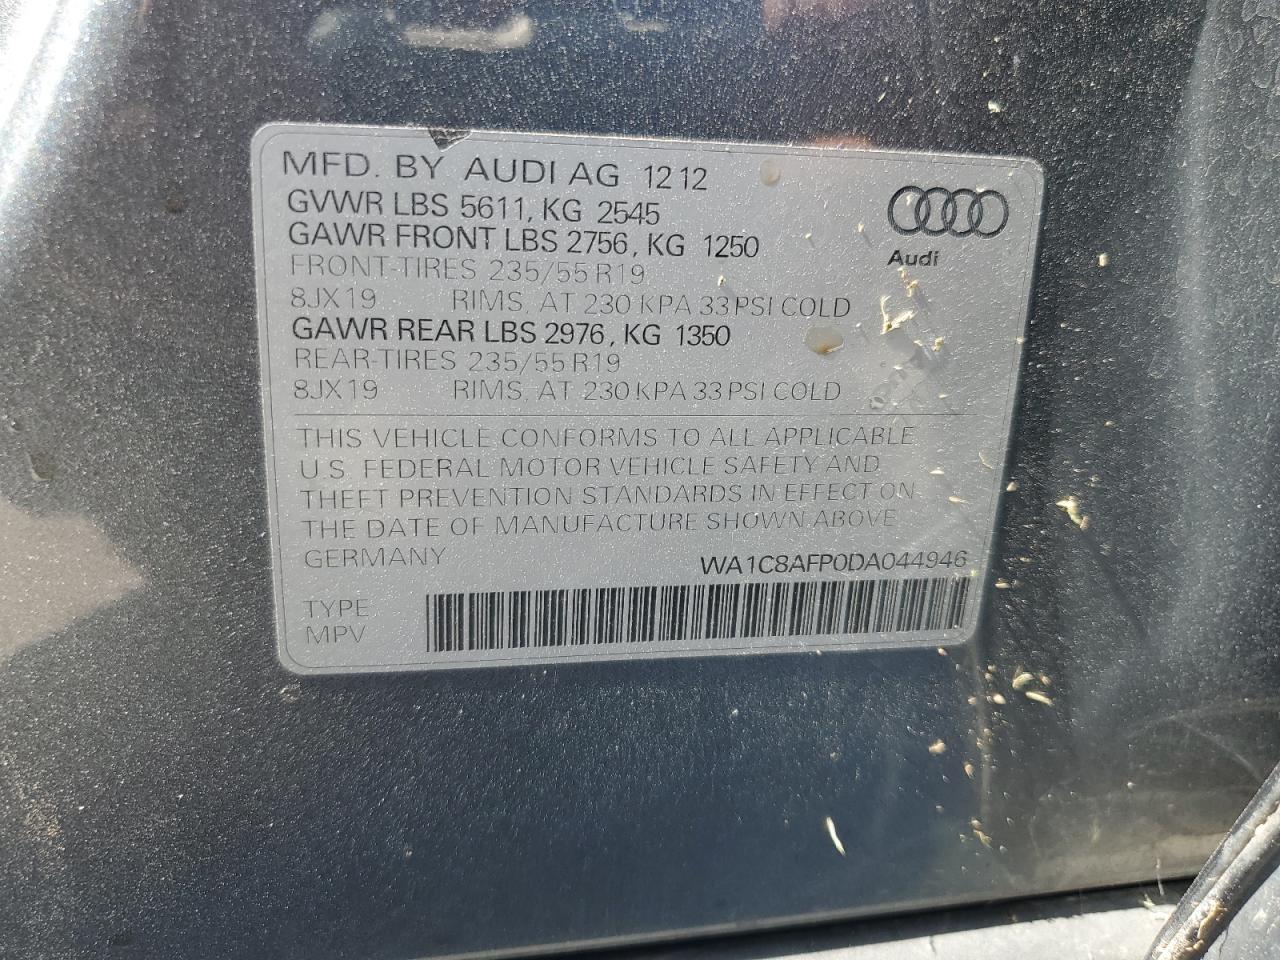 MFD. BY AUDI AG 12 12
GVWR LBS 5611, KG 2545
GAWR FRONT LBS 2756, KG 1250
FRONT-TIRES 235/55 R19
8JX19 RIMS, AT 230 KPA 33 PSI COLD
GAWR REAR LBS 2976, KG 1350
REAR-TIRES 235/55 R19
8JX19 RIMS, AT 230 KPA 33 PSI COLD
Audi
THIS VEHICLE CONFORMS TO ALL APPLICABLE
U.S. FEDERAL MOTOR VEHICLE SAFETY AND
THEFT PREVENTION STANDARDS IN EFFECT ON
THE DATE OF MANUFACTURE SHOWN ABOVE
GERMANY WA1C8AFP0DA044946
TYPE
MPV